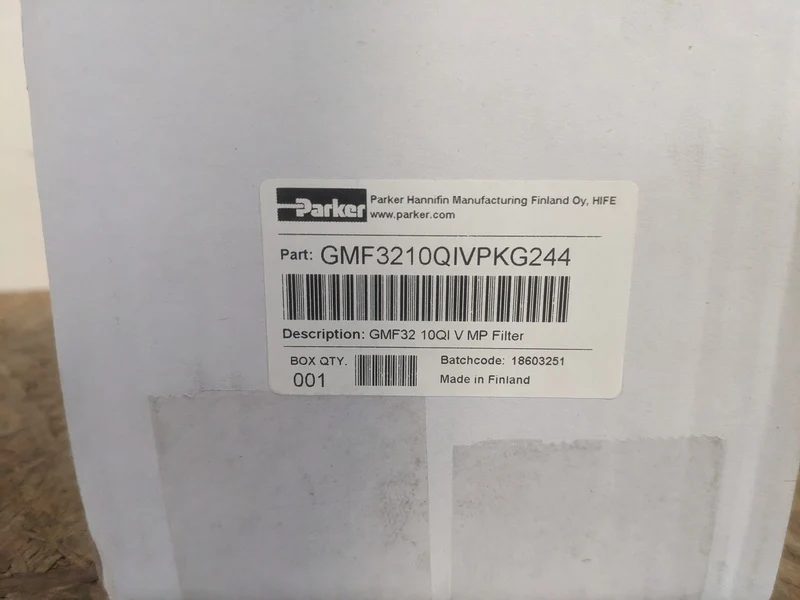 Parker
Parker Hannifin Manufacturing Finland Oy, HIFE
www.parker.com
Part: GMF3210QIVPKG244
Description: GMF32 10QI V MP Filter
BOX QTY.
001
Batchcode: 18603251
Made in Finland